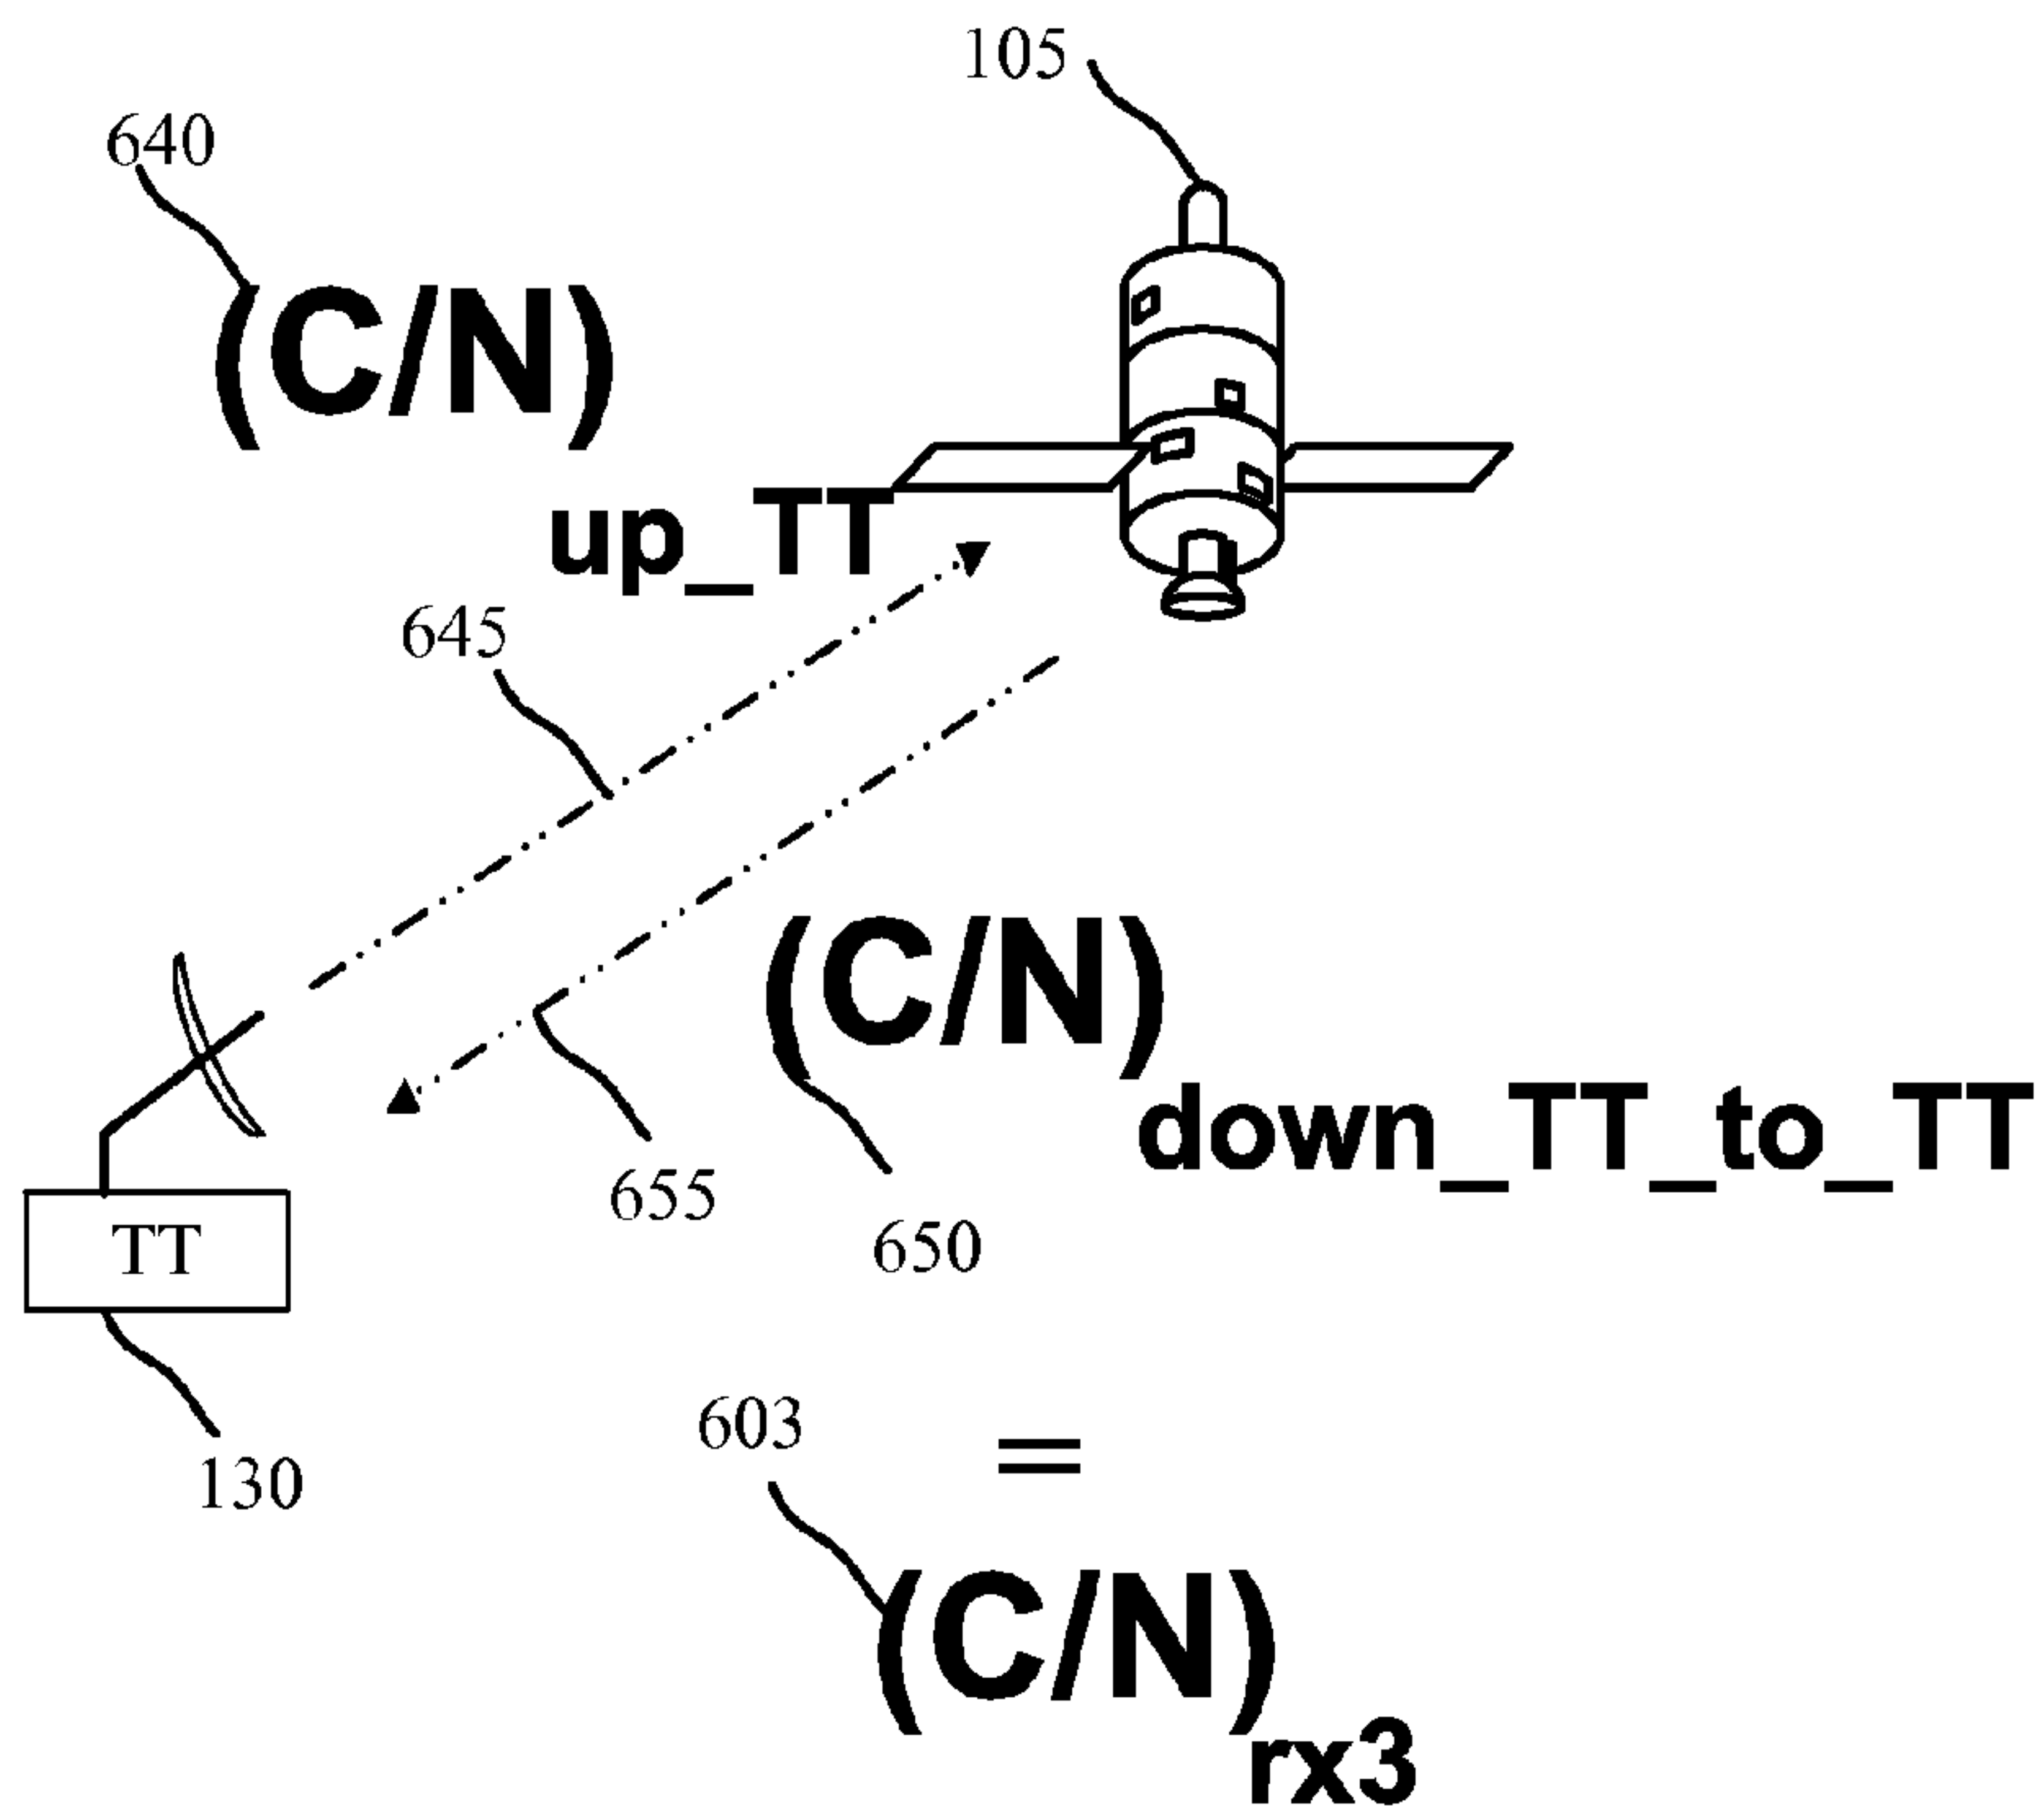 105
640
(C/N)
up_TT
645
(C/N)
down_TT_to_TT
655
650
TT
130
603
=
(C/N)
rx3